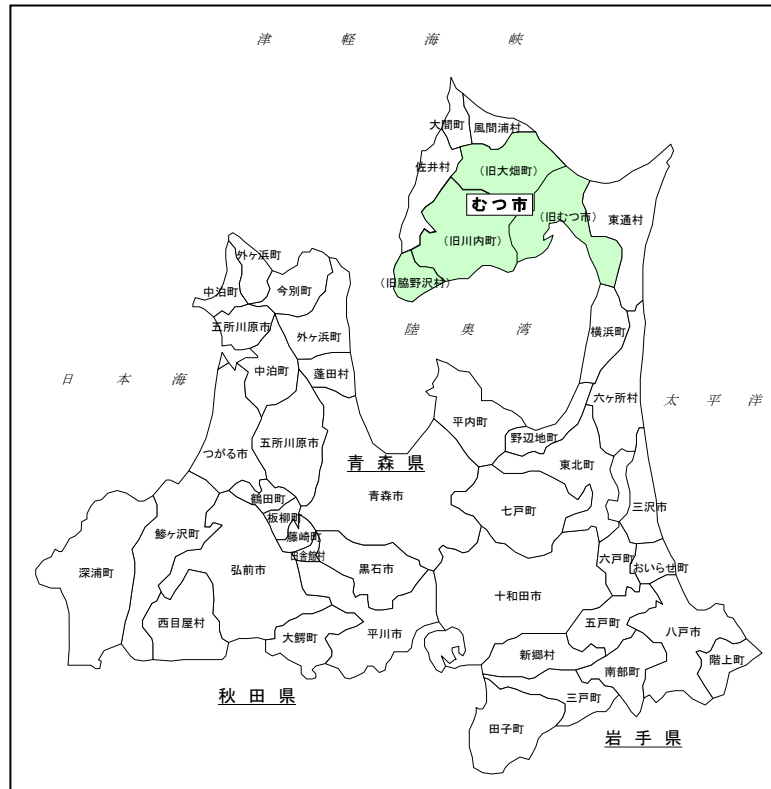 津軽海峡
大間町
風間浦村
佐井村
(旧大畑町)
むつ市
(旧むつ市)
東通村
(旧川内町)
(旧脇野沢村)
外ヶ浜町
中泊町
今別町
五所川原市
外ヶ浜町
陸奥湾
横浜町
中泊町
蓬田村
日本海
太平洋
六ヶ所村
平内町
野辺地町
つがる市
五所川原市
青森県
東北町
青森市
鶴田町
七戸町
三沢市
板柳町
藤崎町
田舎館村
鰺ヶ沢町
深浦町
弘前市
黒石市
六戸町
おいらせ町
十和田市
西目屋村
大鰐町
平川市
五戸町
八戸市
新郷村
階上町
南部町
秋田県
三戸町
田子町
岩手県